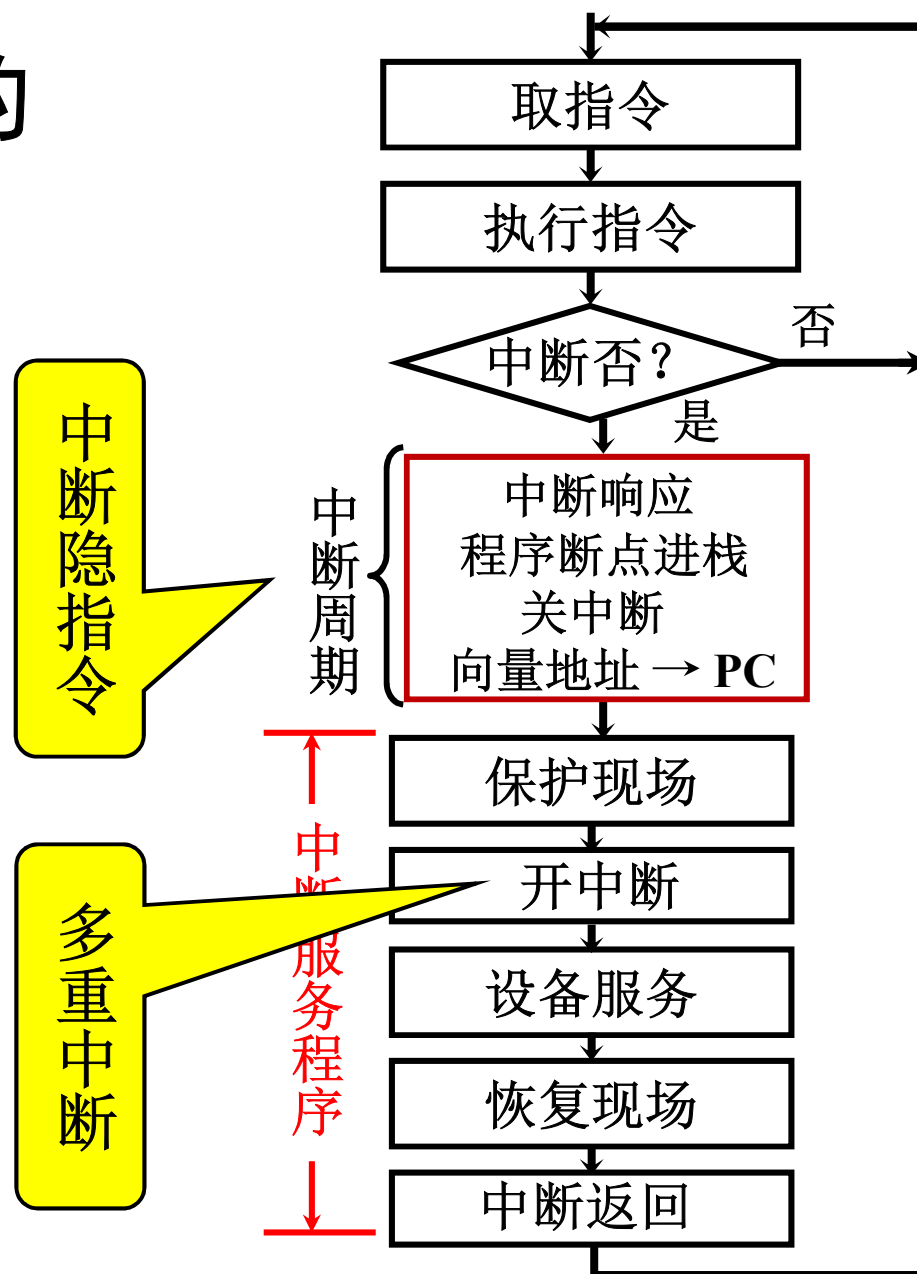 的
取指令
执行指令
中断否？
否
是
中断隐指令
中断周期
中断响应
程序断点进栈
关中断
向量地址 → PC
中断服务程序
保护现场
多重中断
开中断
设备服务
恢复现场
中断返回